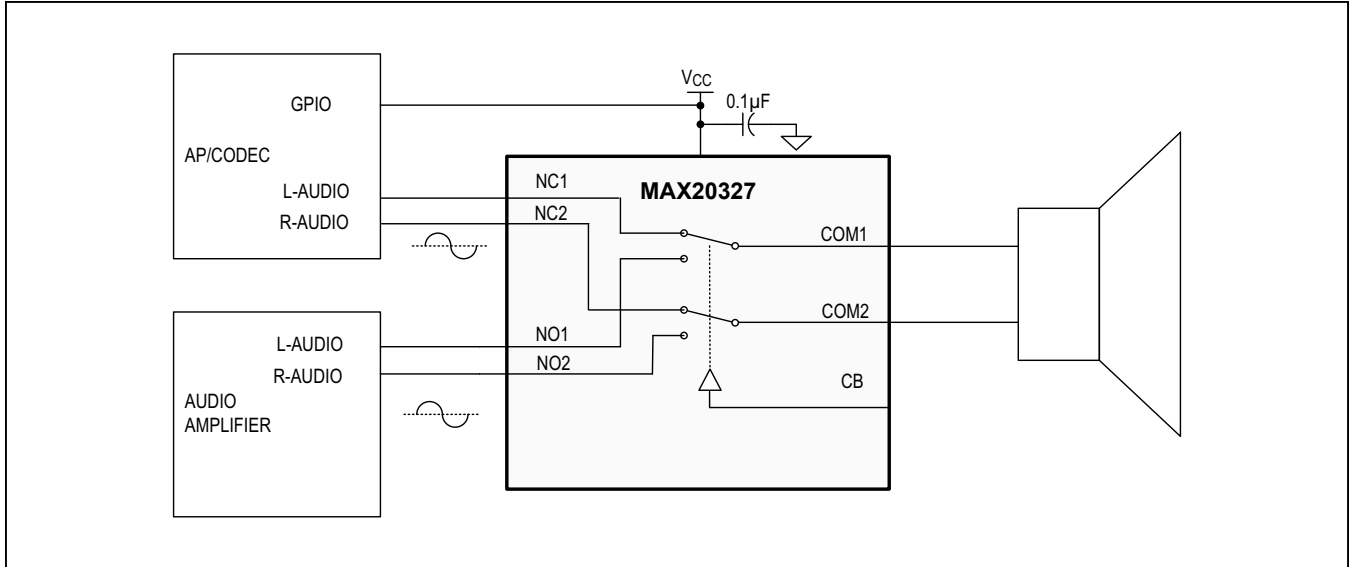 GPIO
AP/CODEC
L-AUDIO
R-AUDIO
VCC
0.1µF
MAX20327
NC1
NC2
COM1
COM2
NO1
NO2
CB
L-AUDIO
R-AUDIO
AUDIO
AMPLIFIER